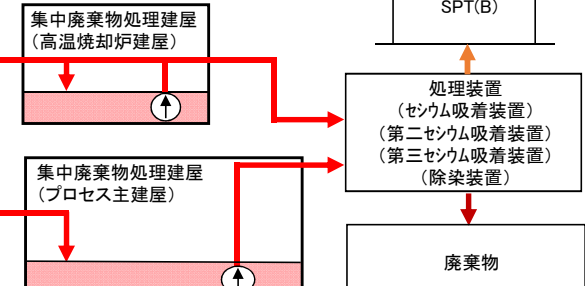 集中廃棄物処理建屋
（高温焼却炉建屋）
SPT(B)
処理装置
（セシウム吸着装置）
（第二セシウム吸着装置）
（第三セシウム吸着装置）
（除染装置）
集中廃棄物処理建屋
（プロセス主建屋）
廃棄物